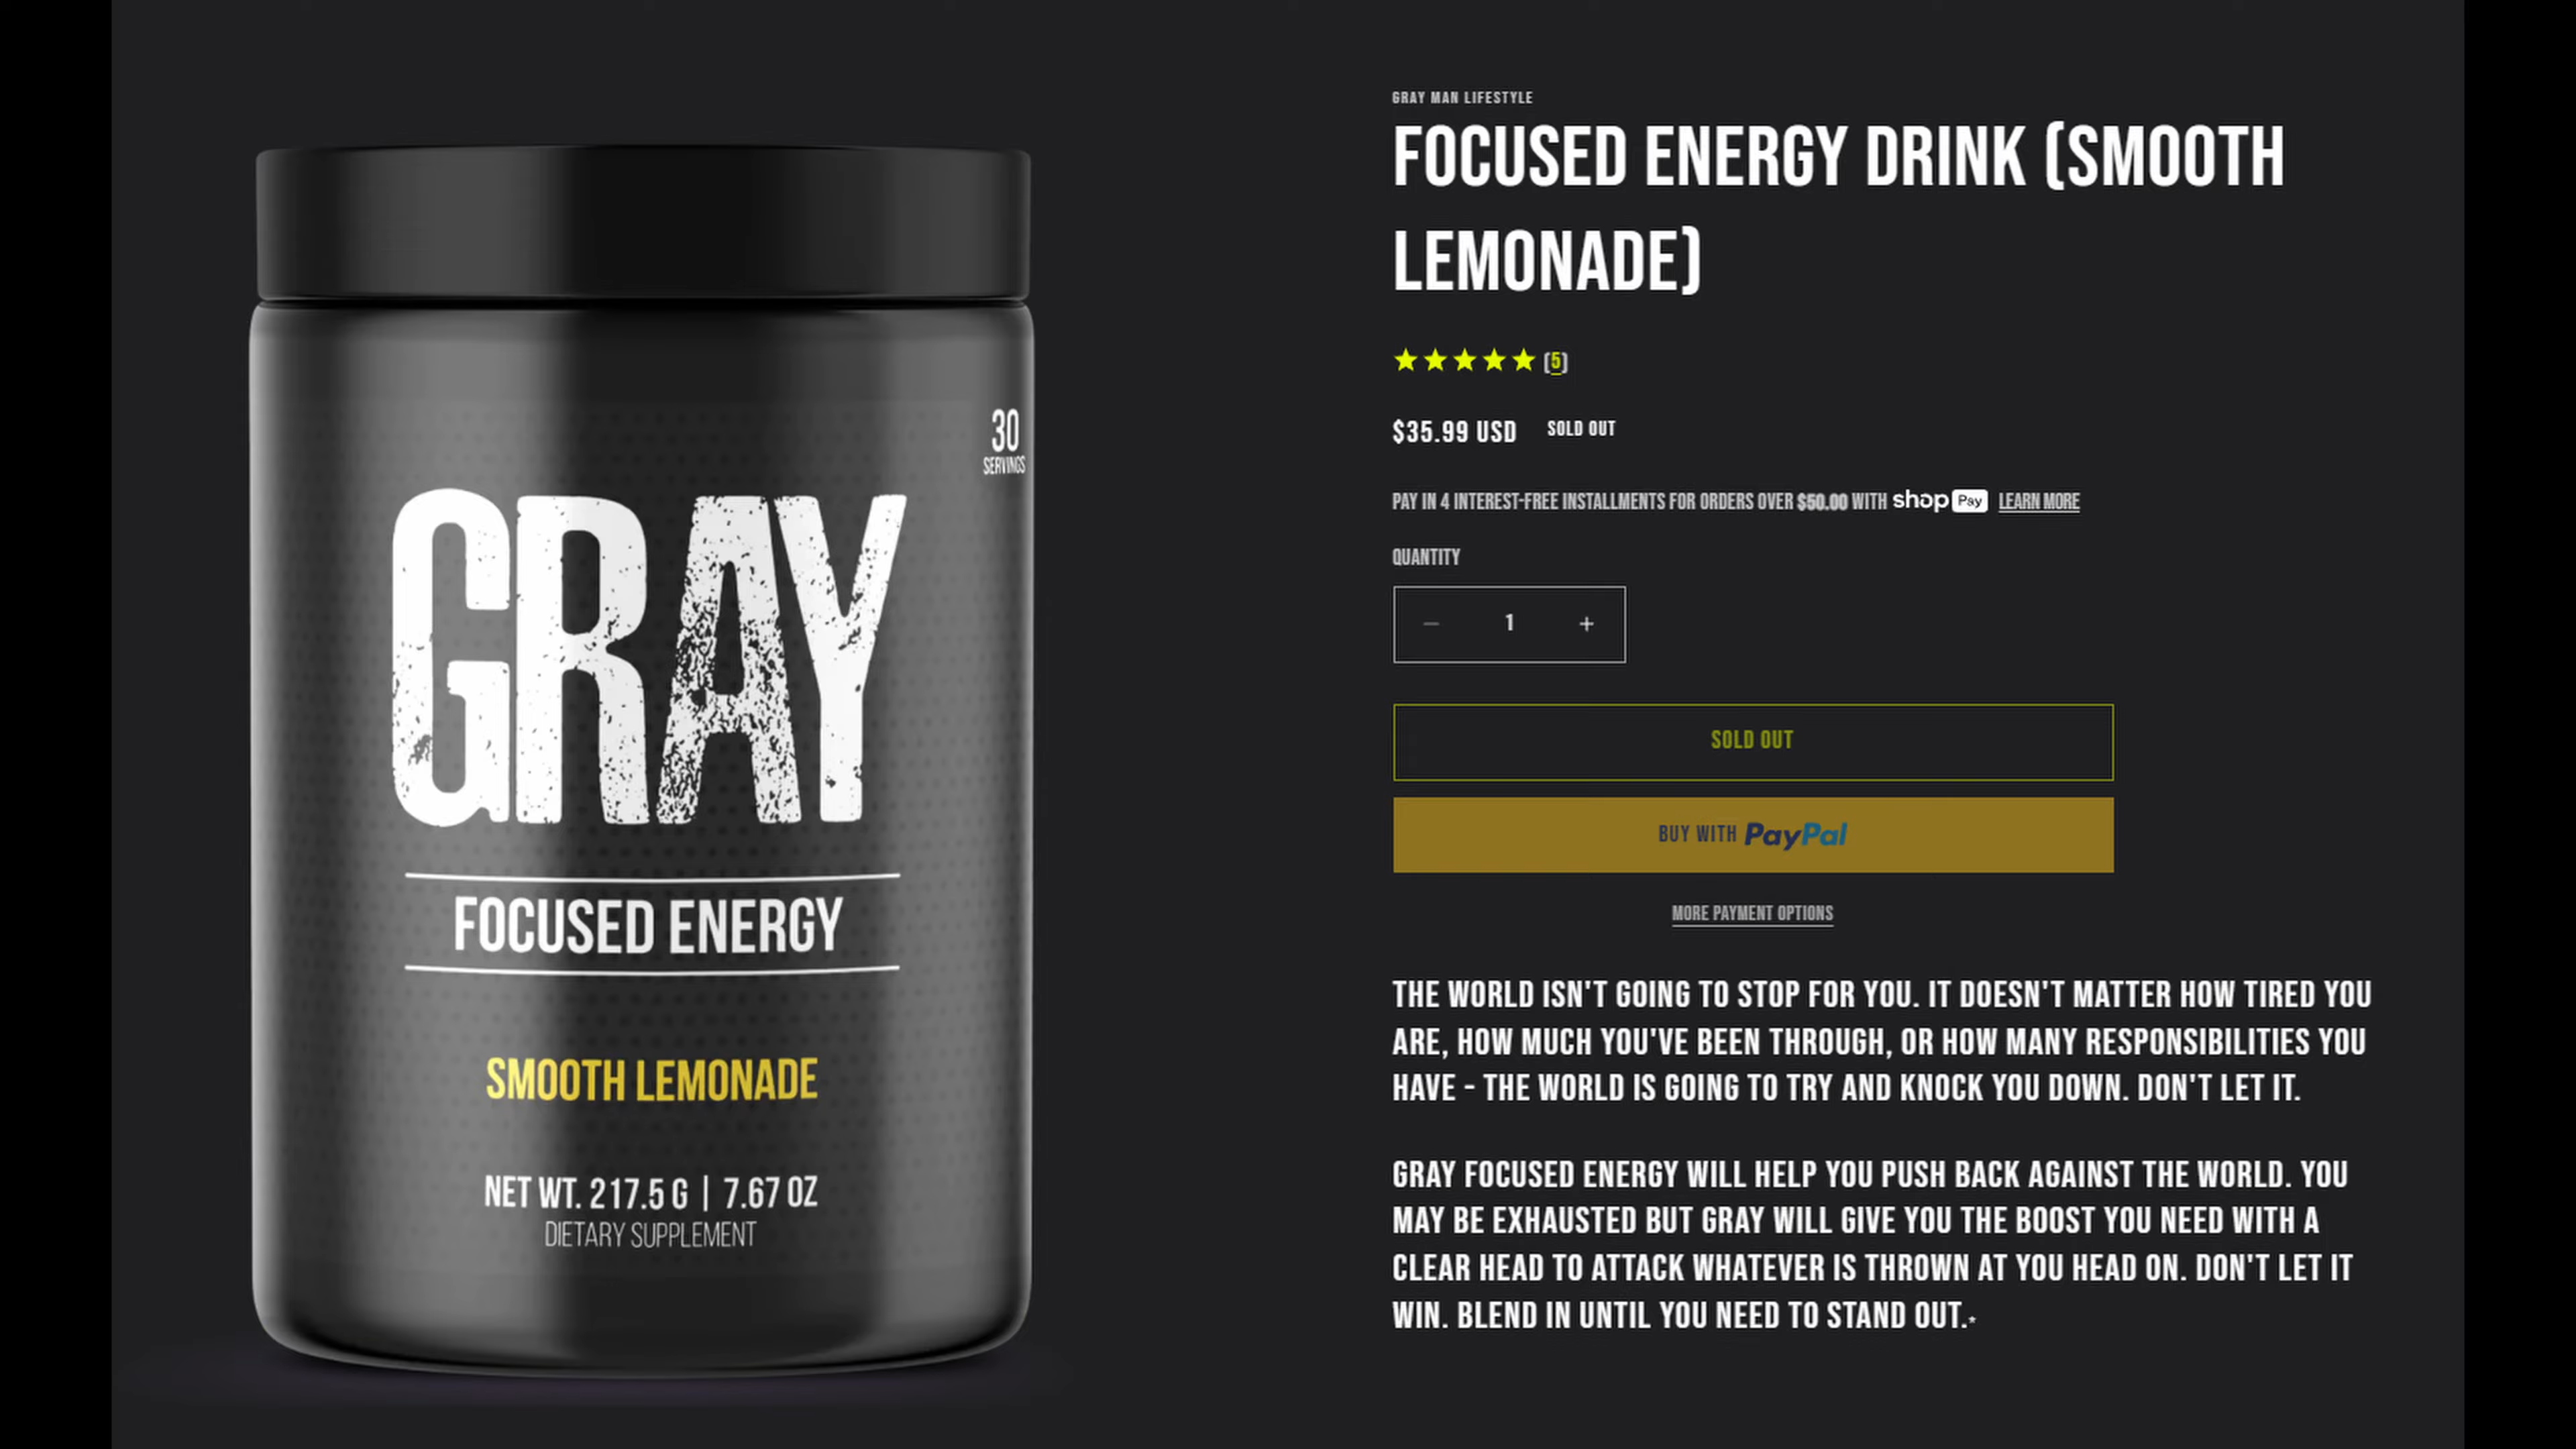 30
SERVINGS
GRAY
FOCUSED ENERGY
SMOOTH LEMONADE
NET WT. 217.5 G | 7.67 OZ
DIETARY SUPPLEMENT
GRAY MAN LIFESTYLE
FOCUSED ENERGY DRINK (SMOOTH
LEMONADE)
★★★★★ (5)
$35.99 USD SOLD OUT
PAY IN 4 INTEREST-FREE INSTALLMENTS FOR ORDERS OVER $50.00 WITH shop Pay LEARN MORE
QUANTITY
− 1 +
SOLD OUT
BUY WITH PayPal
MORE PAYMENT OPTIONS
THE WORLD ISN'T GOING TO STOP FOR YOU. IT DOESN'T MATTER HOW TIRED YOU
ARE, HOW MUCH YOU'VE BEEN THROUGH, OR HOW MANY RESPONSIBILITIES YOU
HAVE - THE WORLD IS GOING TO TRY AND KNOCK YOU DOWN. DON'T LET IT.
GRAY FOCUSED ENERGY WILL HELP YOU PUSH BACK AGAINST THE WORLD. YOU
MAY BE EXHAUSTED BUT GRAY WILL GIVE YOU THE BOOST YOU NEED WITH A
CLEAR HEAD TO ATTACK WHATEVER IS THROWN AT YOU HEAD ON. DON'T LET IT
WIN. BLEND IN UNTIL YOU NEED TO STAND OUT.*